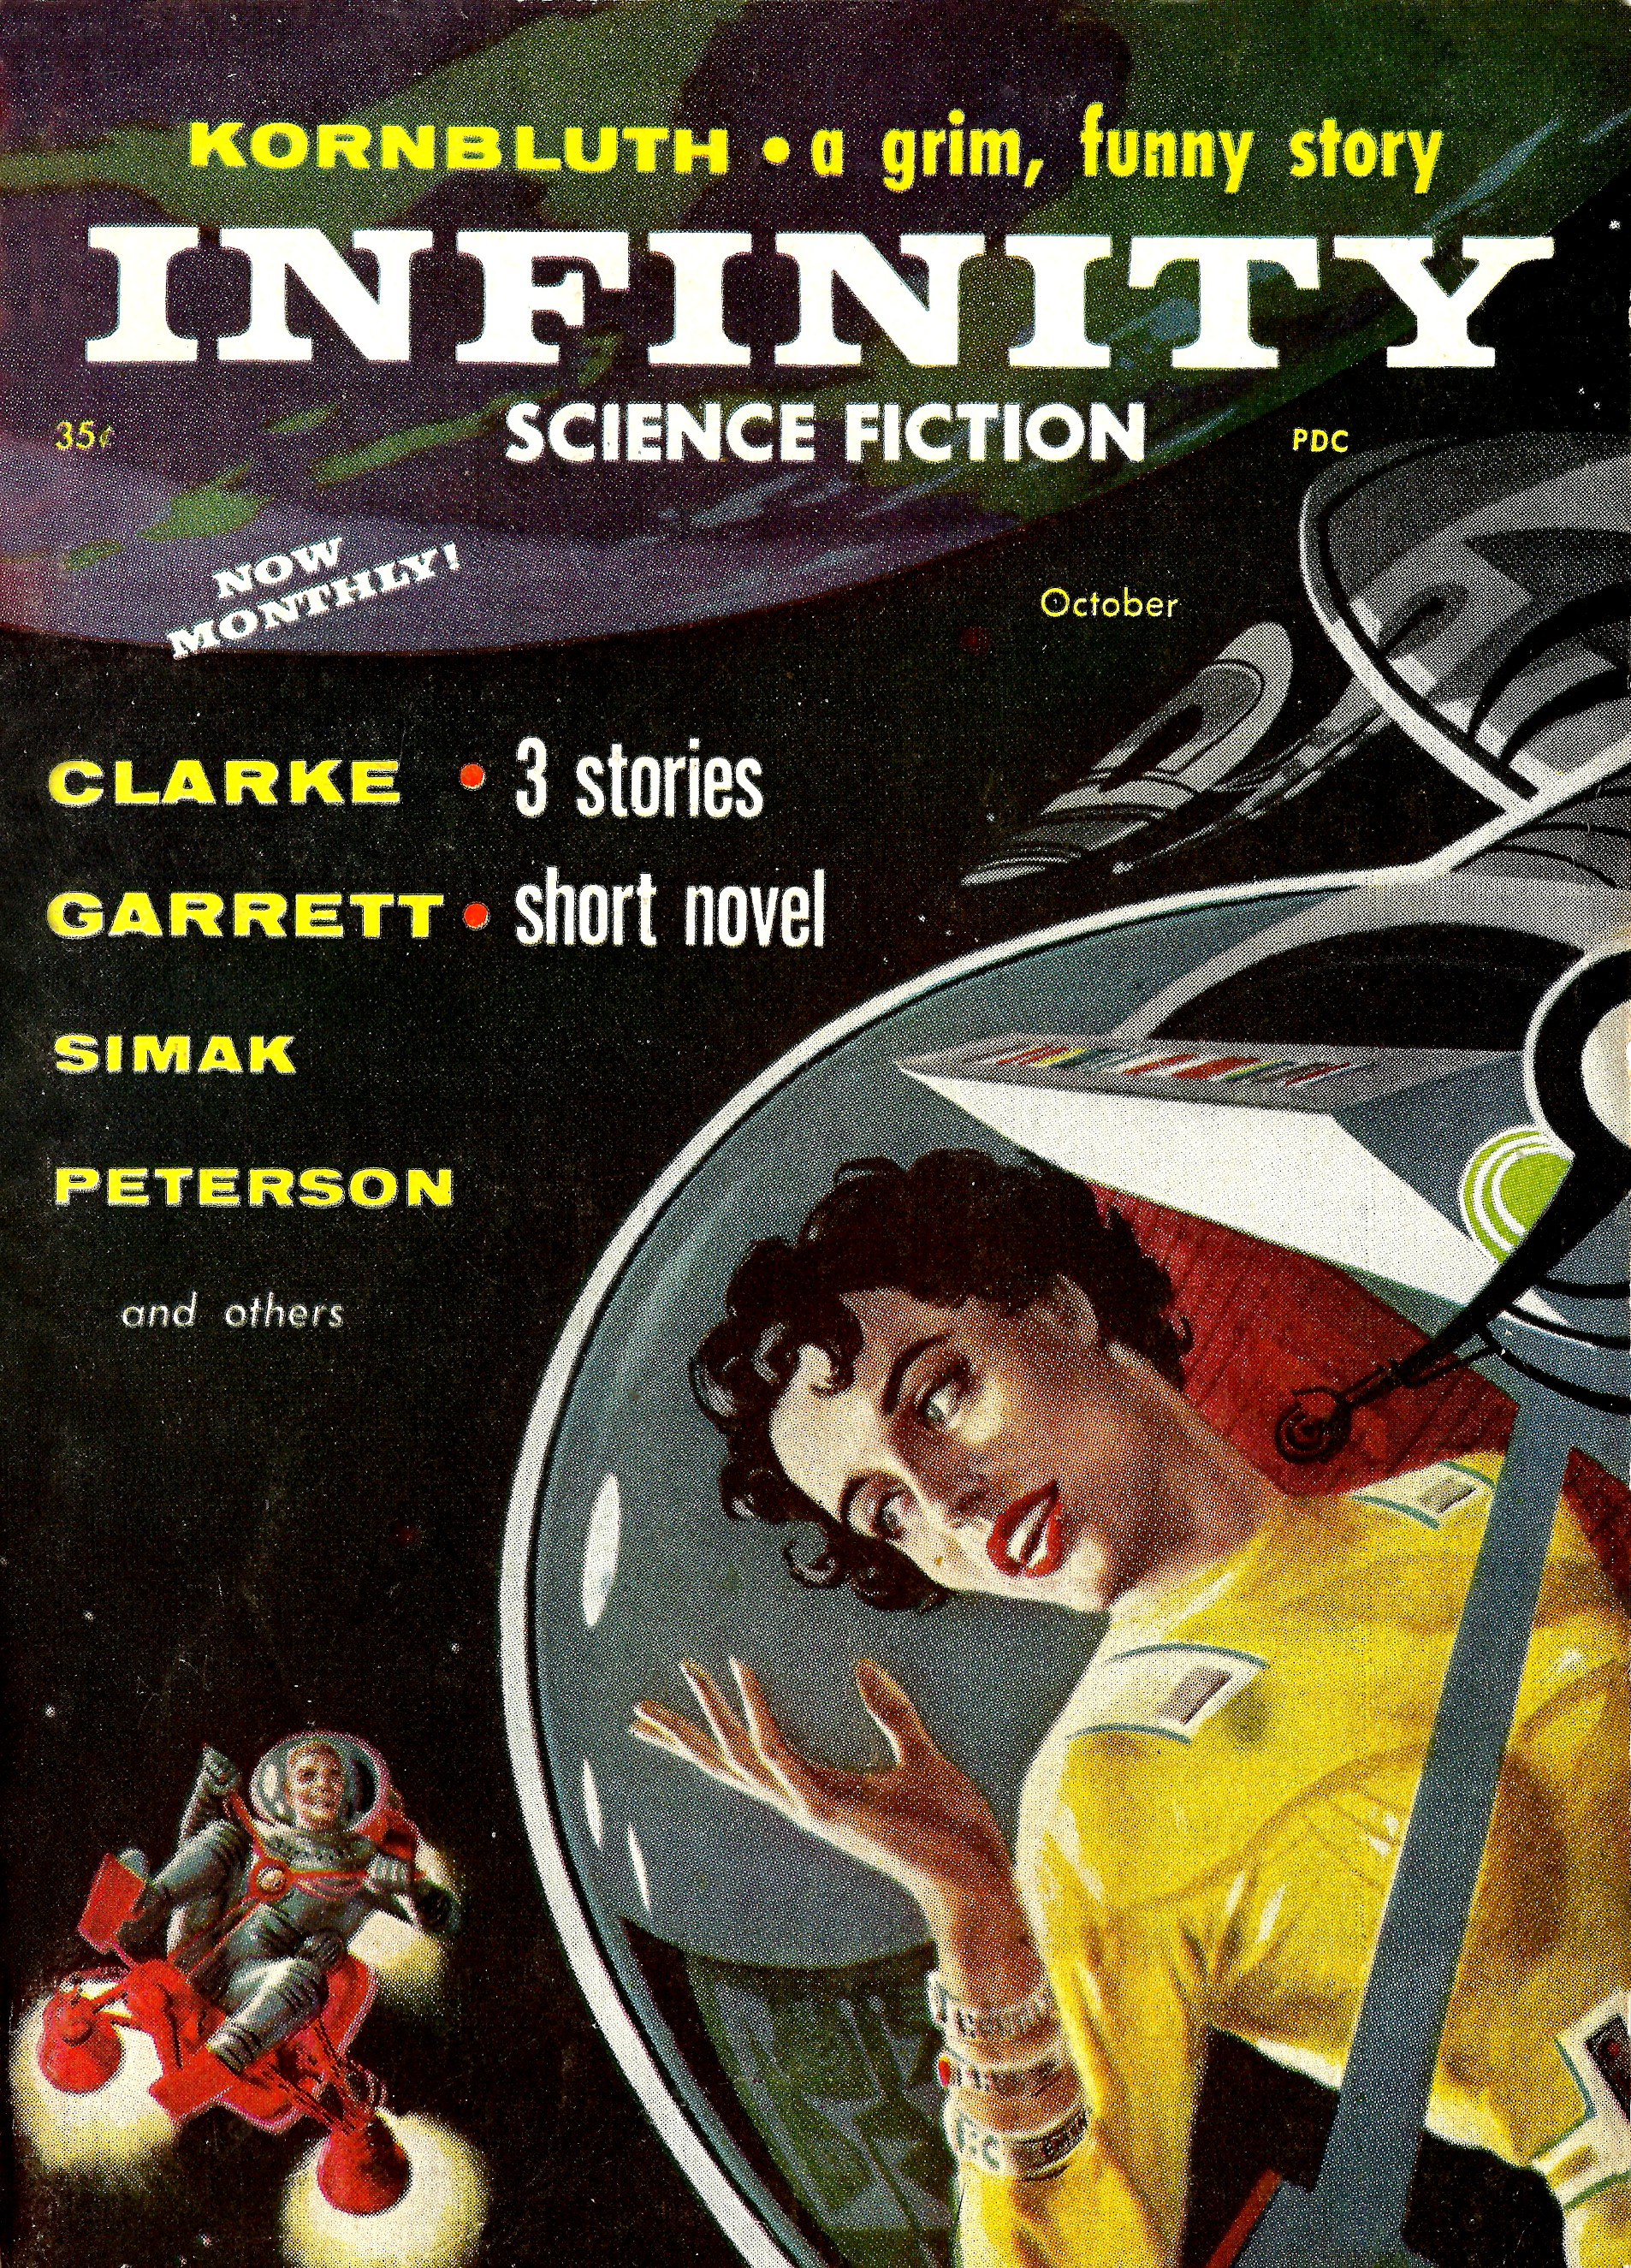 KORNBLUTH • a grim, funny story
INFINITY
SCIENCE FICTION
35¢
PDC
NOW
MONTHLY!
October
CLARKE • 3 stories
GARRETT • short novel
SIMAK
PETERSON
and others